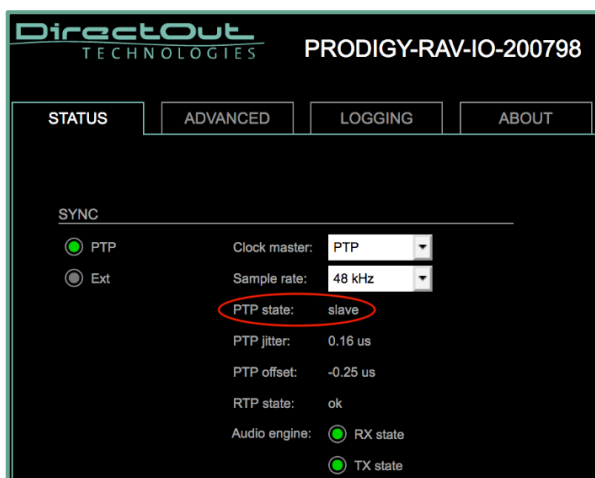 DirectOut
TECHNOLOGIES
PRODIGY-RAV-IO-200798
STATUS ADVANCED LOGGING ABOUT
SYNC
PTP Clock master: PTP
Ext Sample rate: 48 kHz
PTP state: slave
PTP jitter: 0.16 us
PTP offset: -0.25 us
RTP state: ok
Audio engine: RX state
TX state